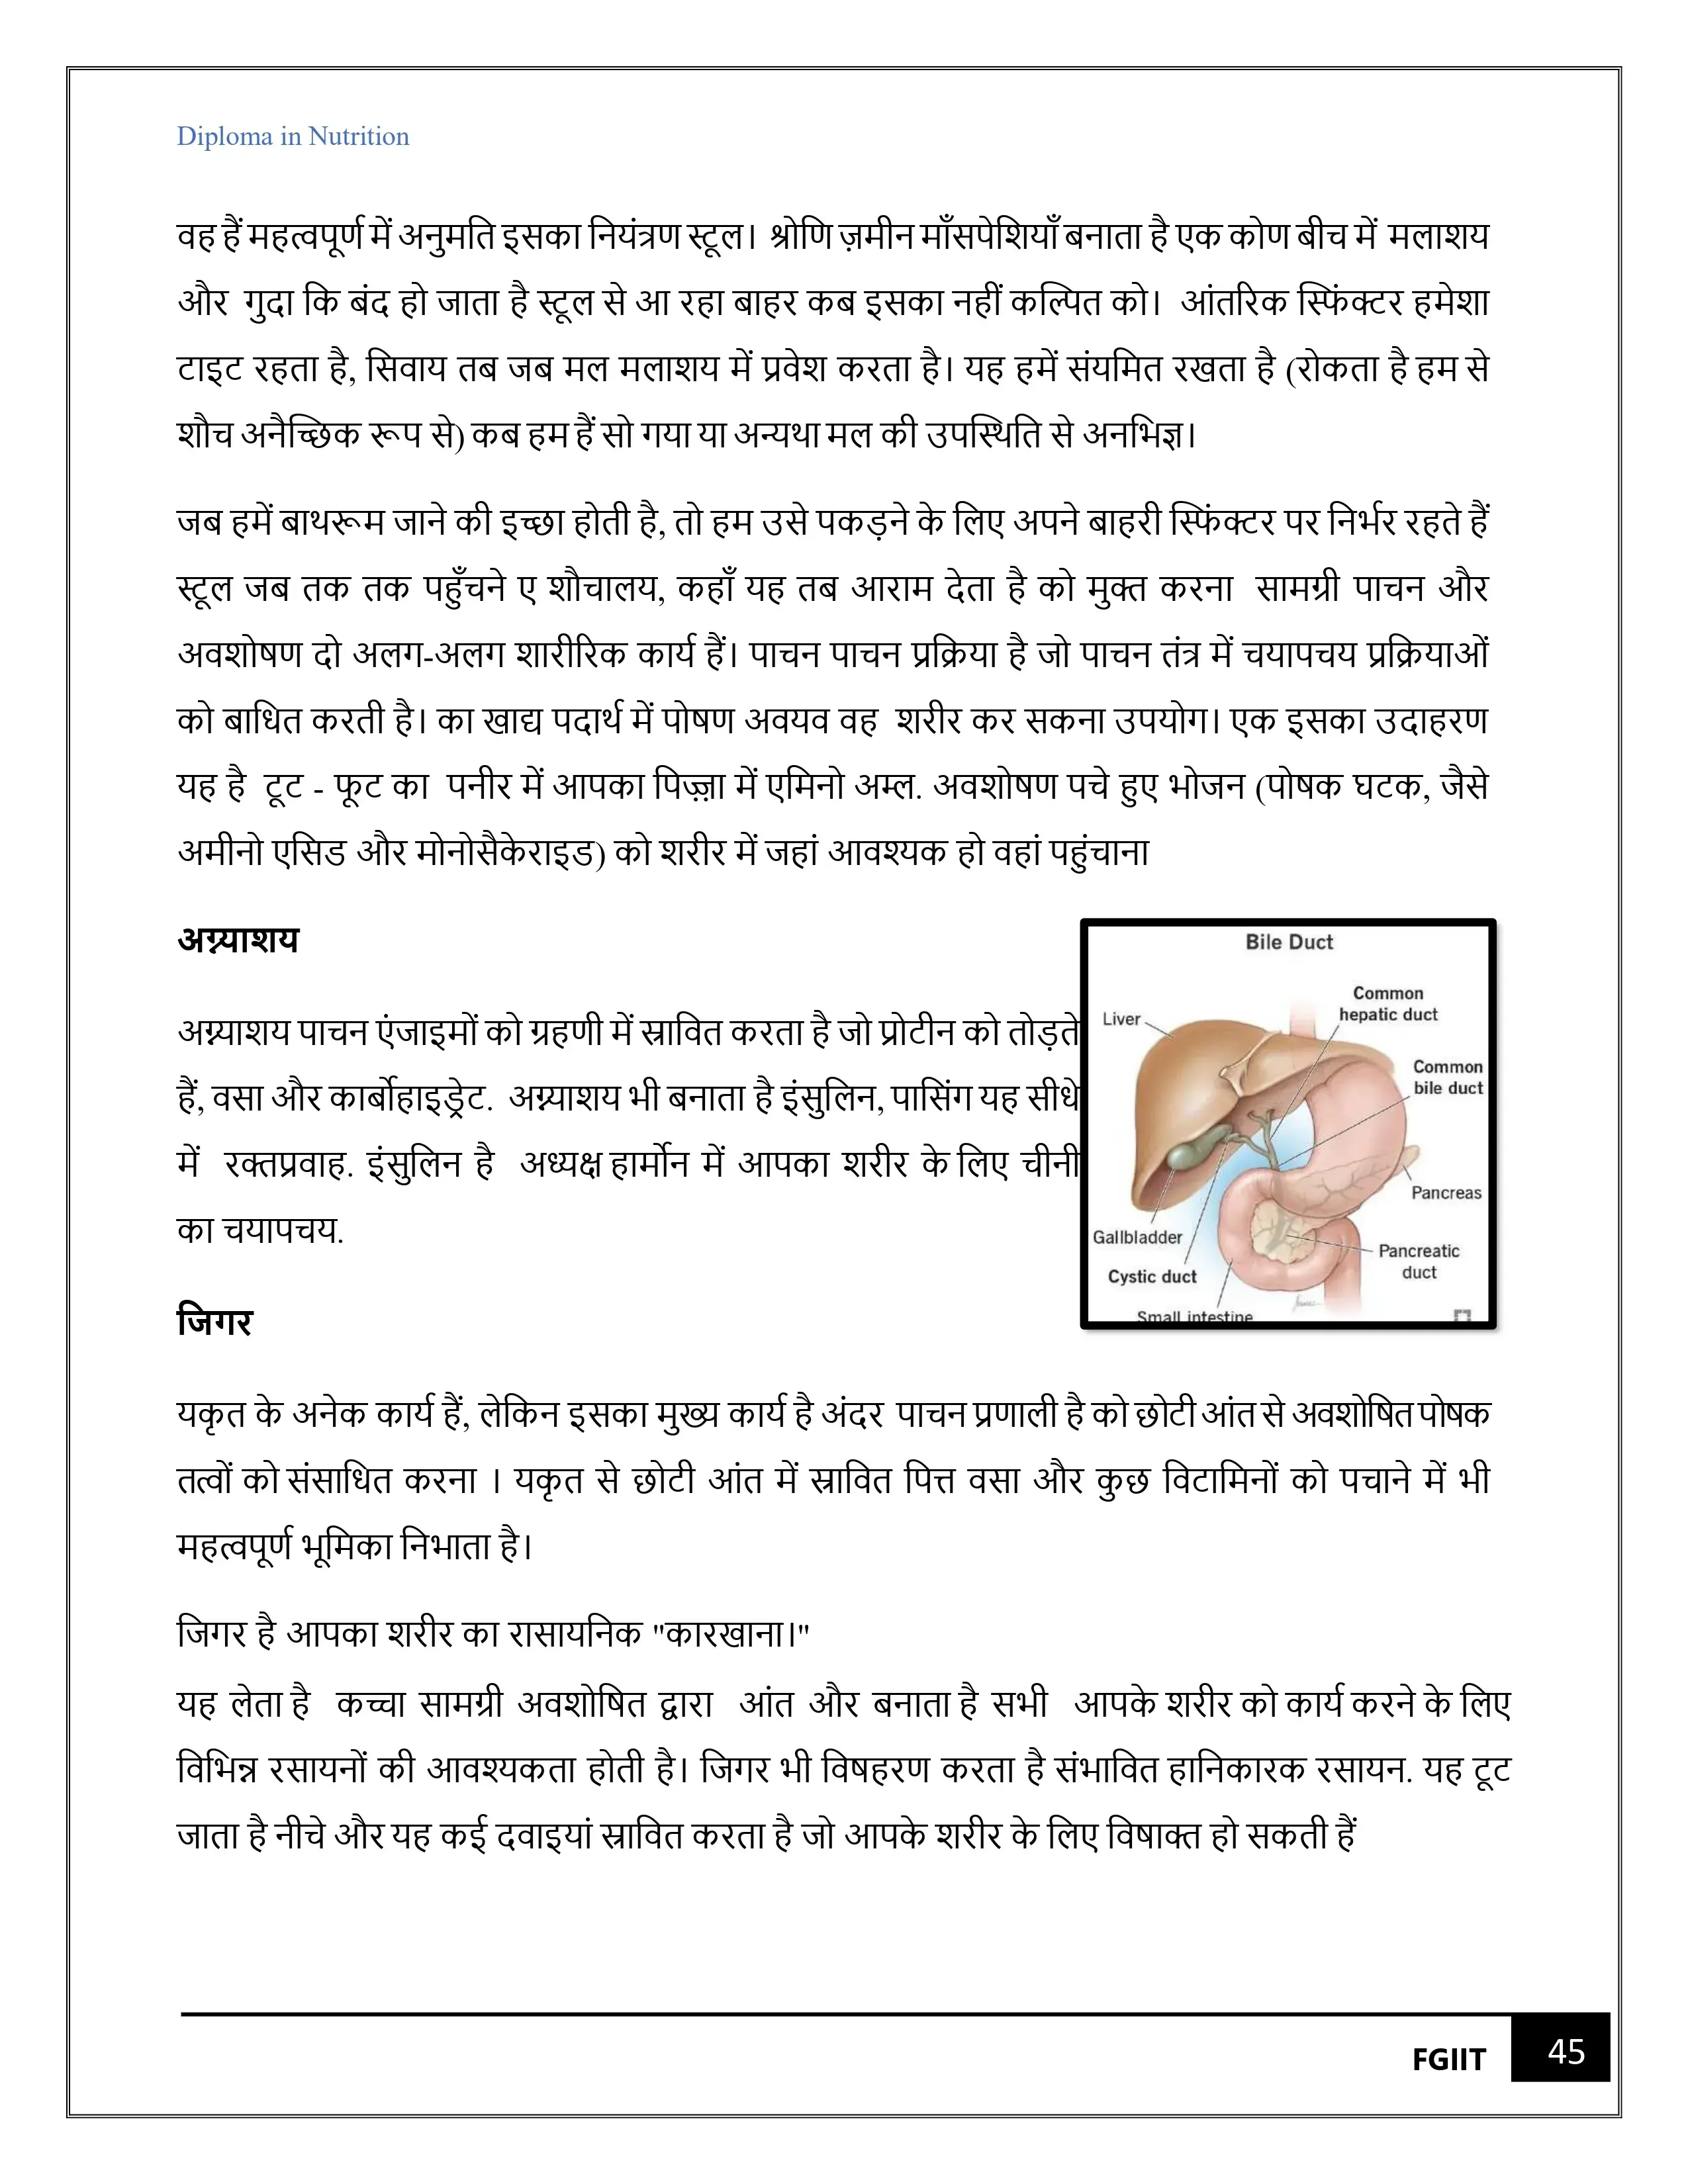 Diploma in Nutrition
वह हैं महत्वपूर्ण में अनुमति इसका नियंत्रण स्टूल। श्रोणि ज़मीन माँसपेशियाँ बनाता है एक कोण बीच में मलाशय
और गुदा कि बंद हो जाता है स्टूल से आ रहा बाहर कब इसका नहीं कल्पित को। आंतरिक स्फिंक्टर हमेशा
टाइट रहता है, सिवाय तब जब मल मलाशय में प्रवेश करता है। यह हमें संयमित रखता है (रोकता है हम से
शौच अनैच्छिक रूप से) कब हम हैं सो गया या अन्यथा मल की उपस्थिति से अनभिज्ञ।
जब हमें बाथरूम जाने की इच्छा होती है, तो हम उसे पकड़ने के लिए अपने बाहरी स्फिंक्टर पर निर्भर रहते हैं
स्टूल जब तक तक पहुँचने ए शौचालय, कहाँ यह तब आराम देता है को मुक्त करना सामग्री पाचन और
अवशोषण दो अलग-अलग शारीरिक कार्य हैं। पाचन पाचन प्रक्रिया है जो पाचन तंत्र में चयापचय प्रक्रियाओं
को बाधित करती है। का खाद्य पदार्थ में पोषण अवयव वह शरीर कर सकना उपयोग। एक इसका उदाहरण
यह है टूट - फूट का पनीर में आपका पिज़्ज़ा में एमिनो अम्ल. अवशोषण पचे हुए भोजन (पोषक घटक, जैसे
अमीनो एसिड और मोनोसैकेराइड) को शरीर में जहां आवश्यक हो वहां पहुंचाना
अग्न्याशय
अग्न्याशय पाचन एंजाइमों को ग्रहणी में स्रावित करता है जो प्रोटीन को तोड़ते
हैं, वसा और कार्बोहाइड्रेट. अग्न्याशय भी बनाता है इंसुलिन, पासिंग यह सीधे
में रक्तप्रवाह. इंसुलिन है अध्यक्ष हार्मोन में आपका शरीर के लिए चीनी
का चयापचय.
Bile Duct
Common
hepatic duct
Liver
Common
bile duct
Pancreas
Gallbladder
Pancreatic
duct
Cystic duct
Small intestine
जिगर
यकृत के अनेक कार्य हैं, लेकिन इसका मुख्य कार्य है अंदर पाचन प्रणाली है को छोटी आंत से अवशोषित पोषक
तत्वों को संसाधित करना । यकृत से छोटी आंत में स्रावित पित्त वसा और कुछ विटामिनों को पचाने में भी
महत्वपूर्ण भूमिका निभाता है।
जिगर है आपका शरीर का रासायनिक "कारखाना।"
यह लेता है कच्चा सामग्री अवशोषित द्वारा आंत और बनाता है सभी आपके शरीर को कार्य करने के लिए
विभिन्न रसायनों की आवश्यकता होती है। जिगर भी विषहरण करता है संभावित हानिकारक रसायन. यह टूट
जाता है नीचे और यह कई दवाइयां स्रावित करता है जो आपके शरीर के लिए विषाक्त हो सकती हैं
FGIIT
45